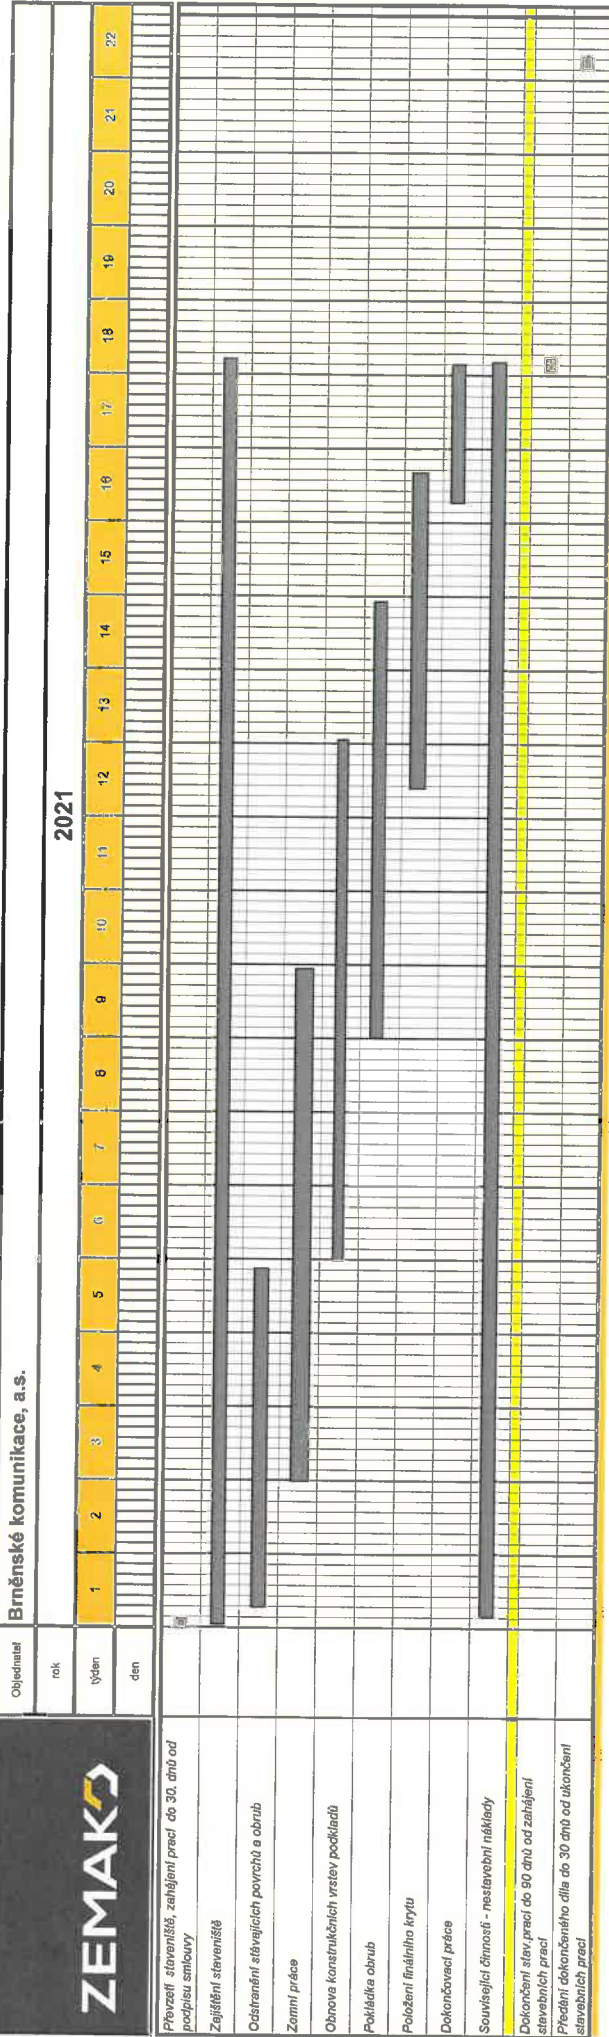 ZEMAKO
Objednatel
Brněnské komunikace, a.s.
rok
2021
týden
1 2 3 4 5 6 7 8 9 10 11 12 13 14 15 16 17 18 19 20 21 22
den
Převzetí staveniště, zahájení prací do 30. dnů od
podpisu smlouvy
Zajištění staveniště
Odstranění stávajících povrchů a obrub
Zemní práce
Obnova konstrukčních vrstev podkladů
Pokládka obrub
Položení finálního krytu
Dokončovací práce
Související činnosti - nestavební náklady
Dokončení stav.prací do 90 dnů od zahájení
stavebních prací
Předání dokončeného díla do 30 dnů od ukončení
stavebních prací